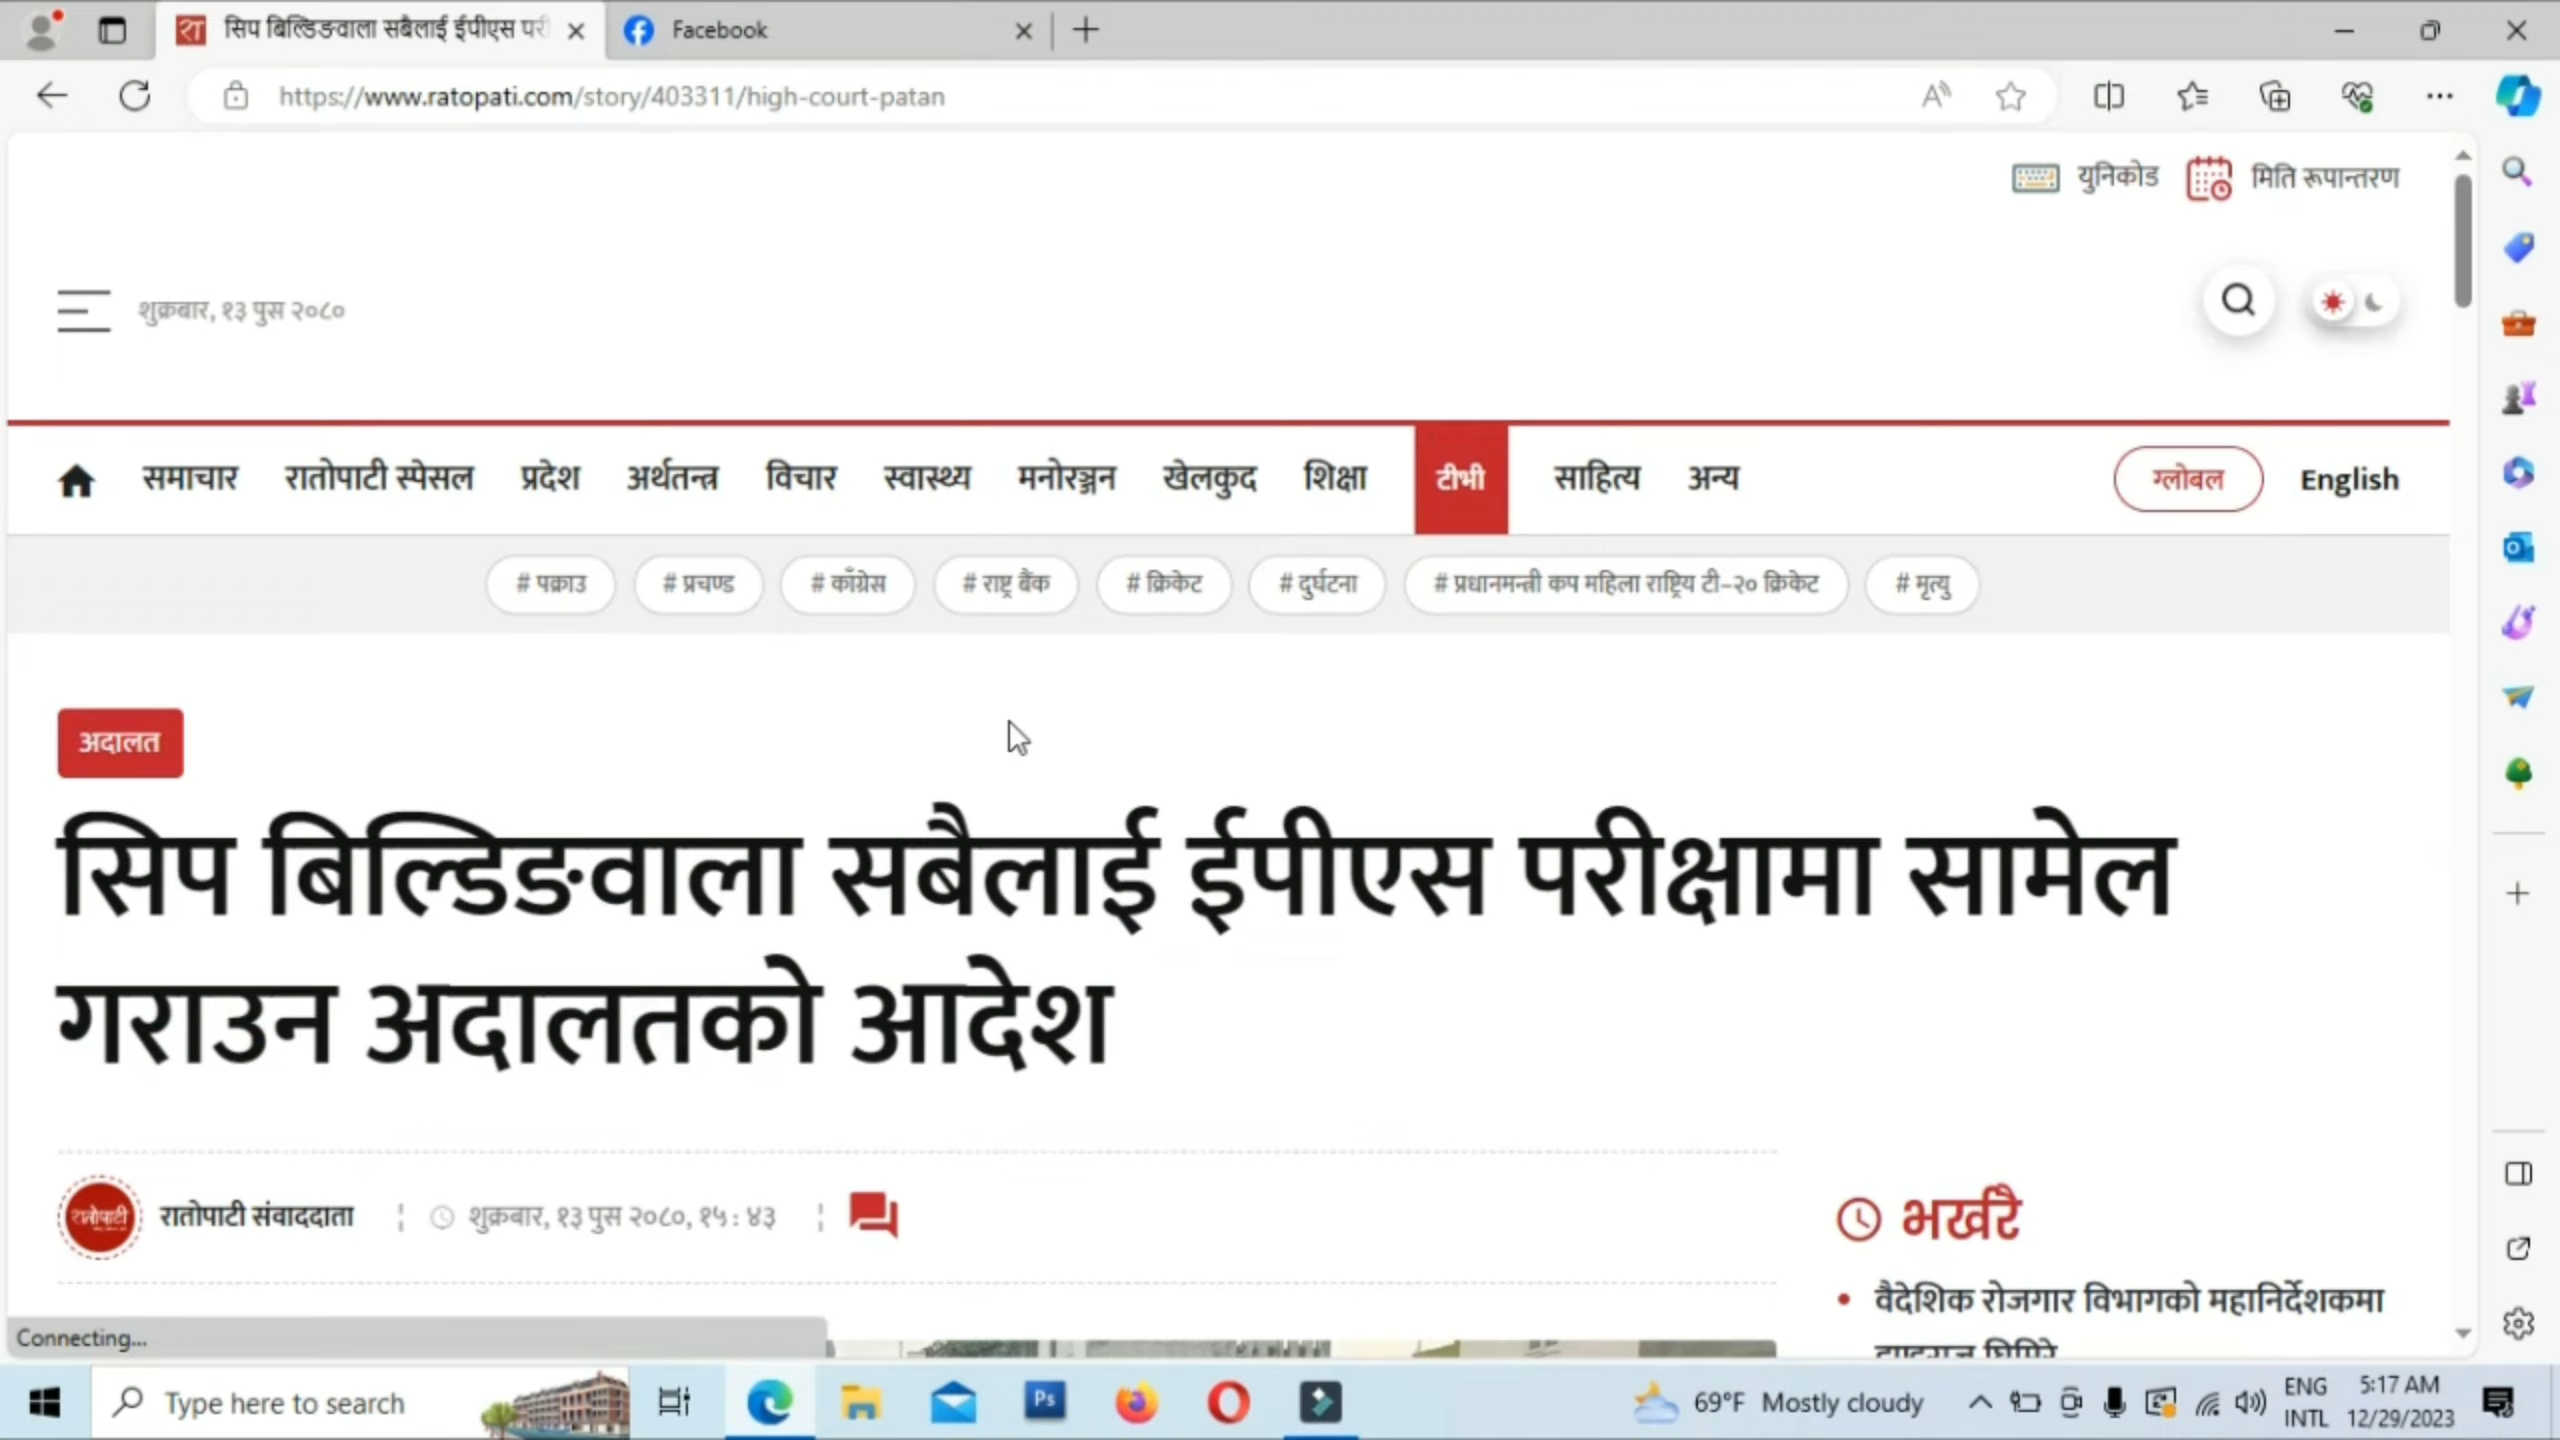 सिप बिल्डिङवाला सबैलाई ईपीएस परी
Facebook
https://www.ratopati.com/story/403311/high-court-patan
युनिकोड मिति रूपान्तरण
शुक्रबार, १३ पुस २०८०
समाचार रातोपाटी स्पेसल प्रदेश अर्थतन्त्र विचार स्वास्थ्य मनोरञ्जन खेलकुद शिक्षा टीभी साहित्य अन्य ग्लोबल English
# पक्राउ # प्रचण्ड # काँग्रेस # राष्ट्र बैंक # क्रिकेट # दुर्घटना # प्रधानमन्त्री कप महिला राष्ट्रिय टी-२० क्रिकेट # मृत्यु
अदालत
सिप बिल्डिङवाला सबैलाई ईपीएस परीक्षामा सामेल
गराउन अदालतको आदेश
रातोपाटी
रातोपाटी संवाददाता शुक्रबार, १३ पुस २०८०, १५ : ४३
भर्खरै
वैदेशिक रोजगार विभागको महानिर्देशकमा
Connecting...
Type here to search
Ps
69°F Mostly cloudy
ENG 5:17 AM
INTL 12/29/2023